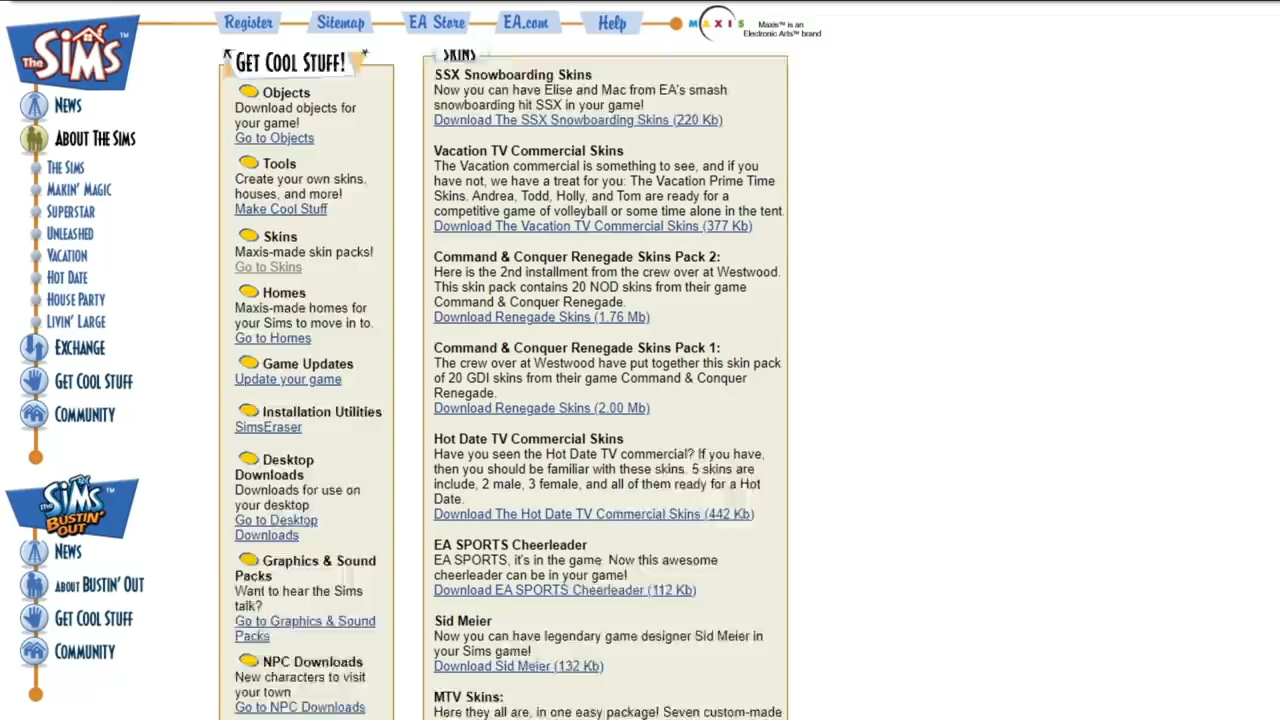 Register
Sitemap
EA Store
EA.com
Help
MAXIS
Maxis™ is an
Electronic Arts™ brand
THE SIMS™
NEWS
ABOUT THE SIMS
THE SIMS
MAKIN' MAGIC
SUPERSTAR
UNLEASHED
VACATION
HOT DATE
HOUSE PARTY
LIVIN' LARGE
EXCHANGE
GET COOL STUFF
COMMUNITY
THE SIMS™
BUSTIN' OUT
NEWS
ABOUT BUSTIN' OUT
GET COOL STUFF
COMMUNITY
GET COOL STUFF!
Objects
Download objects for
your game!
Go to Objects
Tools
Create your own skins,
houses, and more!
Make Cool Stuff
Skins
Maxis-made skin packs!
Go to Skins
Homes
Maxis-made homes for
your Sims to move in to.
Go to Homes
Game Updates
Update your game
Installation Utilities
SimsEraser
Desktop
Downloads
Downloads for use on
your desktop
Go to Desktop
Downloads
Graphics & Sound
Packs
Want to hear the Sims
talk?
Go to Graphics & Sound
Packs
NPC Downloads
New characters to visit
your town
Go to NPC Downloads
SKINS
SSX Snowboarding Skins
Now you can have Elise and Mac from EA's smash
snowboarding hit SSX in your game!
Download The SSX Snowboarding Skins (220 Kb)
Vacation TV Commercial Skins
The Vacation commercial is something to see, and if you
have not, we have a treat for you: The Vacation Prime Time
Skins. Andrea, Todd, Holly, and Tom are ready for a
competitive game of volleyball or some time alone in the tent.
Download The Vacation TV Commercial Skins (377 Kb)
Command & Conquer Renegade Skins Pack 2:
Here is the 2nd installment from the crew over at Westwood.
This skin pack contains 20 NOD skins from their game
Command & Conquer Renegade.
Download Renegade Skins (1.76 Mb)
Command & Conquer Renegade Skins Pack 1:
The crew over at Westwood have put together this skin pack
of 20 GDI skins from their game Command & Conquer
Renegade.
Download Renegade Skins (2.00 Mb)
Hot Date TV Commercial Skins
Have you seen the Hot Date TV commercial? If you have,
then you should be familiar with these skins. 5 skins are
include, 2 male, 3 female, and all of them ready for a Hot
Date.
Download The Hot Date TV Commercial Skins (442 Kb)
EA SPORTS Cheerleader
EA SPORTS, it's in the game. Now this awesome
cheerleader can be in your game!
Download EA SPORTS Cheerleader (112 Kb)
Sid Meier
Now you can have legendary game designer Sid Meier in
your Sims game!
Download Sid Meier (132 Kb)
MTV Skins:
Here they all are, in one easy package! Seven custom-made